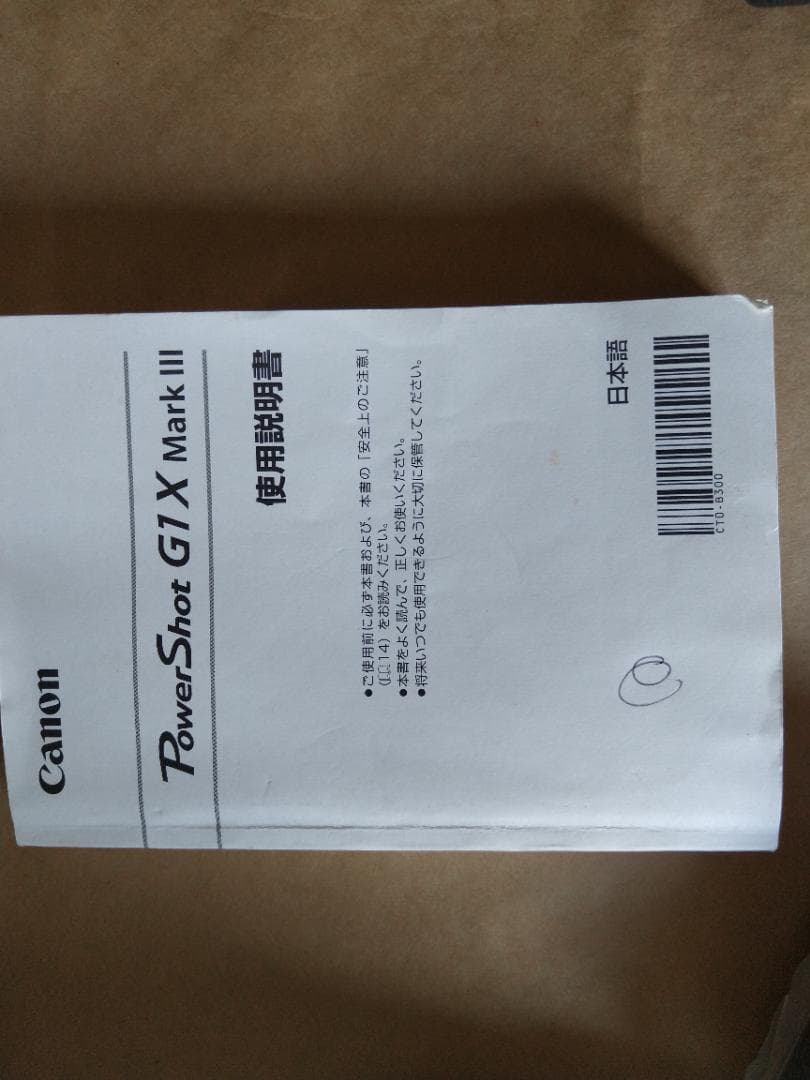 Canon
PowerShot G1 X Mark III
使用説明書
●ご使用前に必ず本書および、本書の「安全上のご注意」
(📖14) をお読みください。
●本書をよく読んで、正しくお使いください。
●将来いつでも使用できるように大切に保管してください。
日本語
CT0-B300